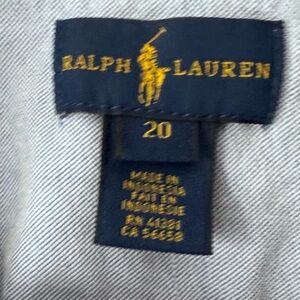 RALPH LAUREN
20
MADE IN
INDONESIA
FAIT EN
INDONESIE
RN 41381
CA 56658